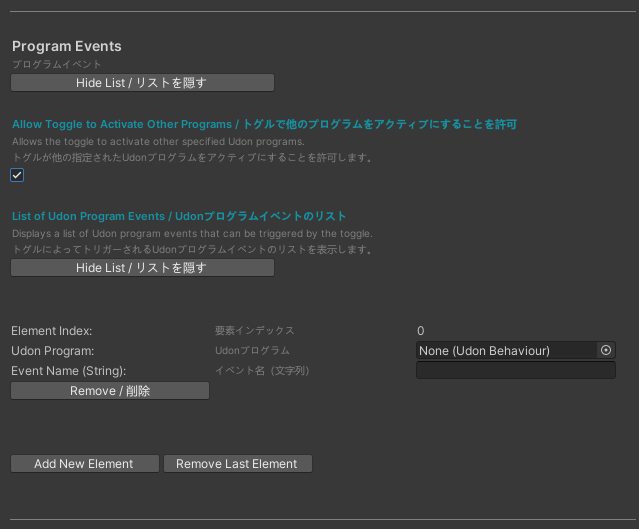 Program Events
プログラムイベント
Hide List / リストを隠す
Allow Toggle to Activate Other Programs / トグルで他のプログラムをアクティブにすることを許可
Allows the toggle to activate other specified Udon programs.
トグルが他の指定されたUdonプログラムをアクティブにすることを許可します。
List of Udon Program Events / Udonプログラムイベントのリスト
Displays a list of Udon program events that can be triggered by the toggle.
トグルによってトリガーされるUdonプログラムイベントのリストを表示します。
Hide List / リストを隠す
Element Index: 要素インデックス 0
Udon Program: Udonプログラム None (Udon Behaviour)
Event Name (String): イベント名（文字列）
Remove / 削除
Add New Element Remove Last Element